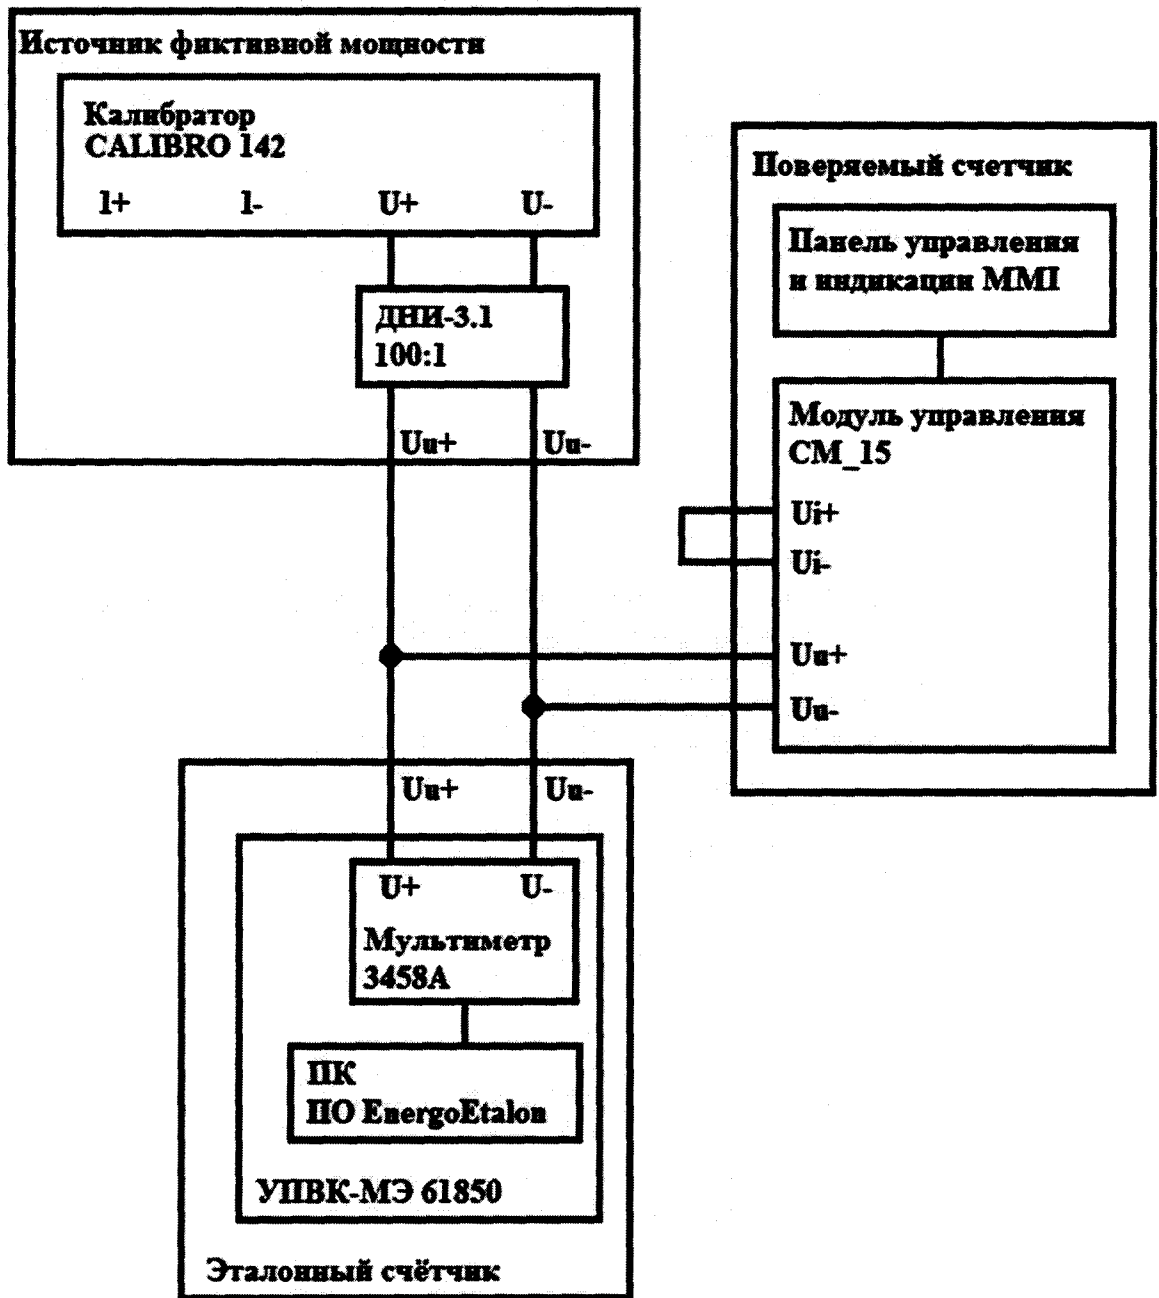 Источник фиктивной мощности
Калибратор
CALIBRO 142
I+ I- U+ U-
ДНИ-3.1
100:1
Uu+ Uu-
Поверяемый счетчик
Панель управления
и индикации MMI
Модуль управления
CM_15
Ui+
Ui-
Uu+
Uu-
Uu+ Uu-
U+ U-
Мультиметр
3458A
ПК
ПО EnergoEtalon
УПВК-МЭ 61850
Эталонный счётчик